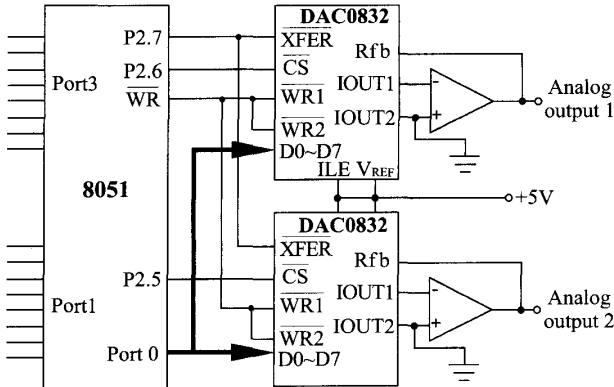 DAC0832
P2.7
XFER
Rfb
P2.6
CS
IOUT1
-
Port3
WR
WR1
IOUT2
+
Analog
output 1
WR2
D0~D7
8051
ILE VREF
+5V
DAC0832
XFER
Rfb
P2.5
CS
IOUT1
-
Port1
WR1
IOUT2
+
Analog
output 2
WR2
Port 0
D0~D7